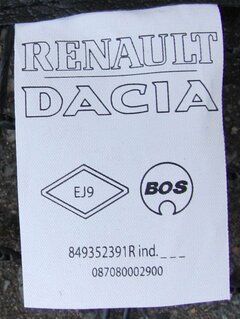 RENAULT
DACIA
EJ9 BOS
849352391R ind. _ _ _
087080002900